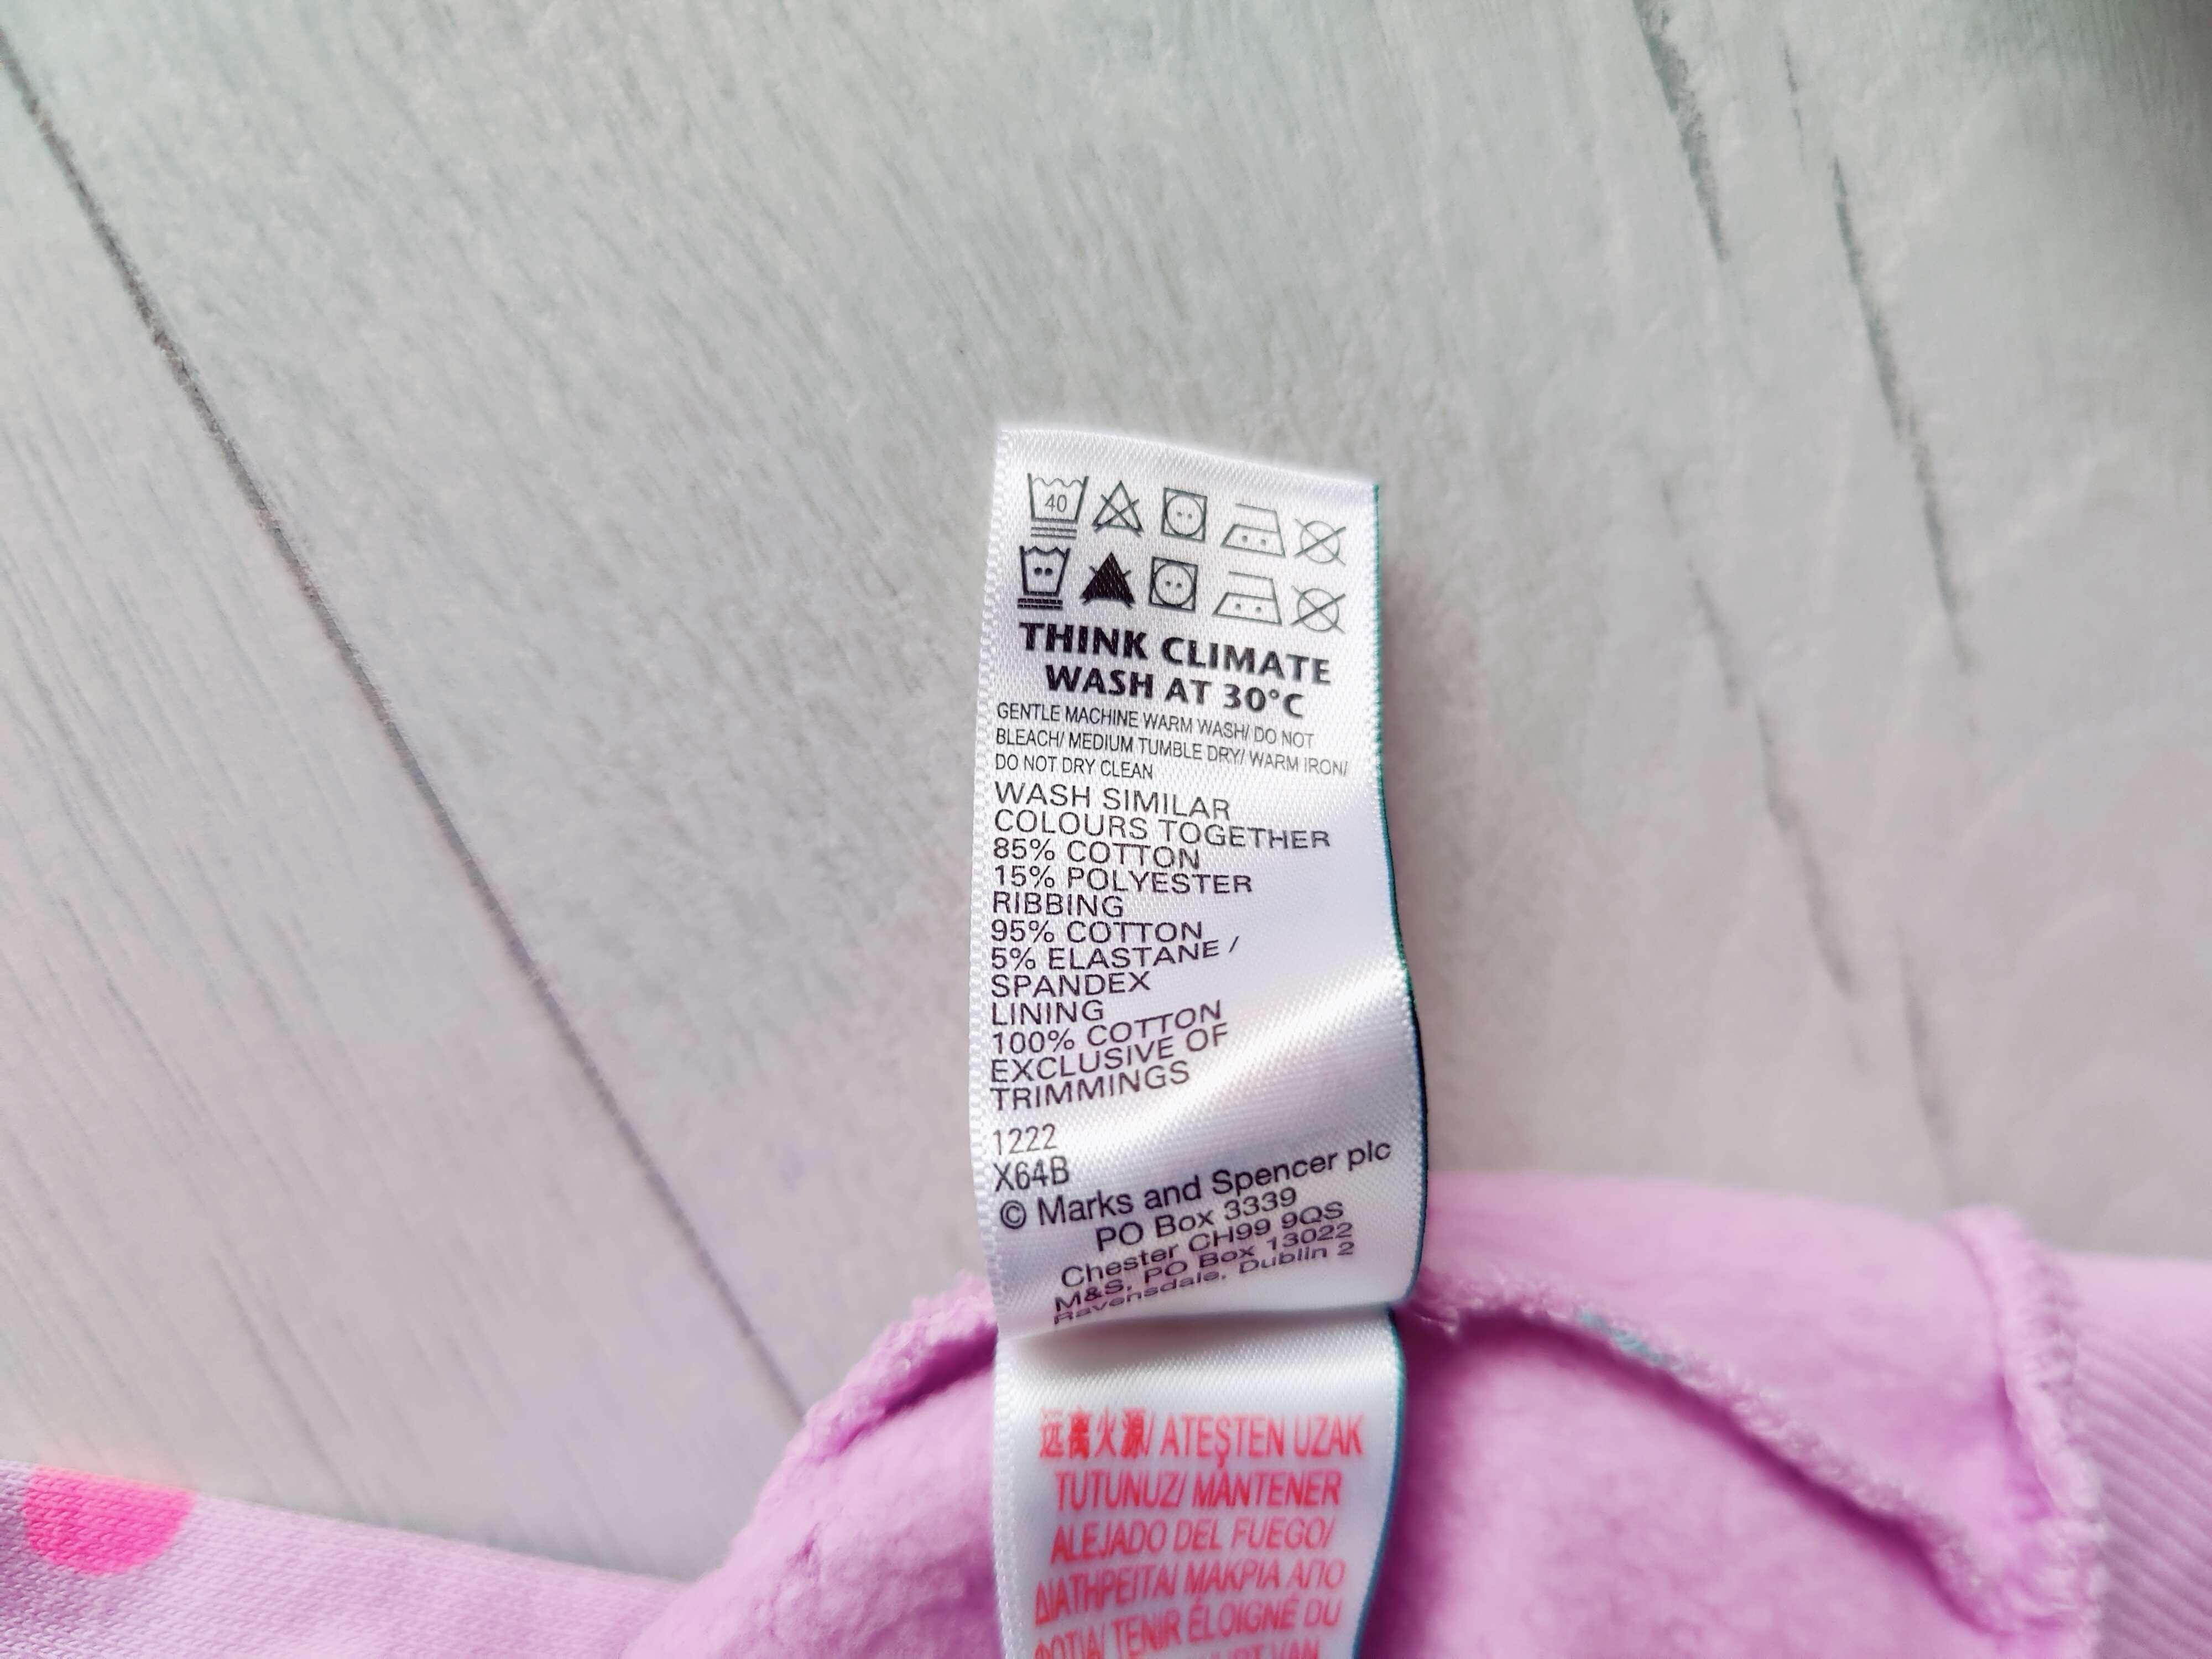 40
THINK CLIMATE
WASH AT 30°C
GENTLE MACHINE WARM WASH/ DO NOT
BLEACH/ MEDIUM TUMBLE DRY/ WARM IRON/
DO NOT DRY CLEAN
WASH SIMILAR
COLOURS TOGETHER
85% COTTON
15% POLYESTER
RIBBING
95% COTTON
5% ELASTANE /
SPANDEX
LINING
100% COTTON
EXCLUSIVE OF
TRIMMINGS
1222
X64B
© Marks and Spencer plc
PO Box 3339
Chester CH99 9QS
M&S, PO Box 13022
Ravensdale, Dublin 2
远离火源/ ATEŞTEN UZAK
TUTUNUZ/ MANTENER
ALEJADO DEL FUEGO/
ΔΙΑΤΗΡΕΙΤΑΙ ΜΑΚΡΙΑ ΑΠΟ
ΦΩΤΙΑ/ TENIR ÉLOIGNÉ DU
VAN